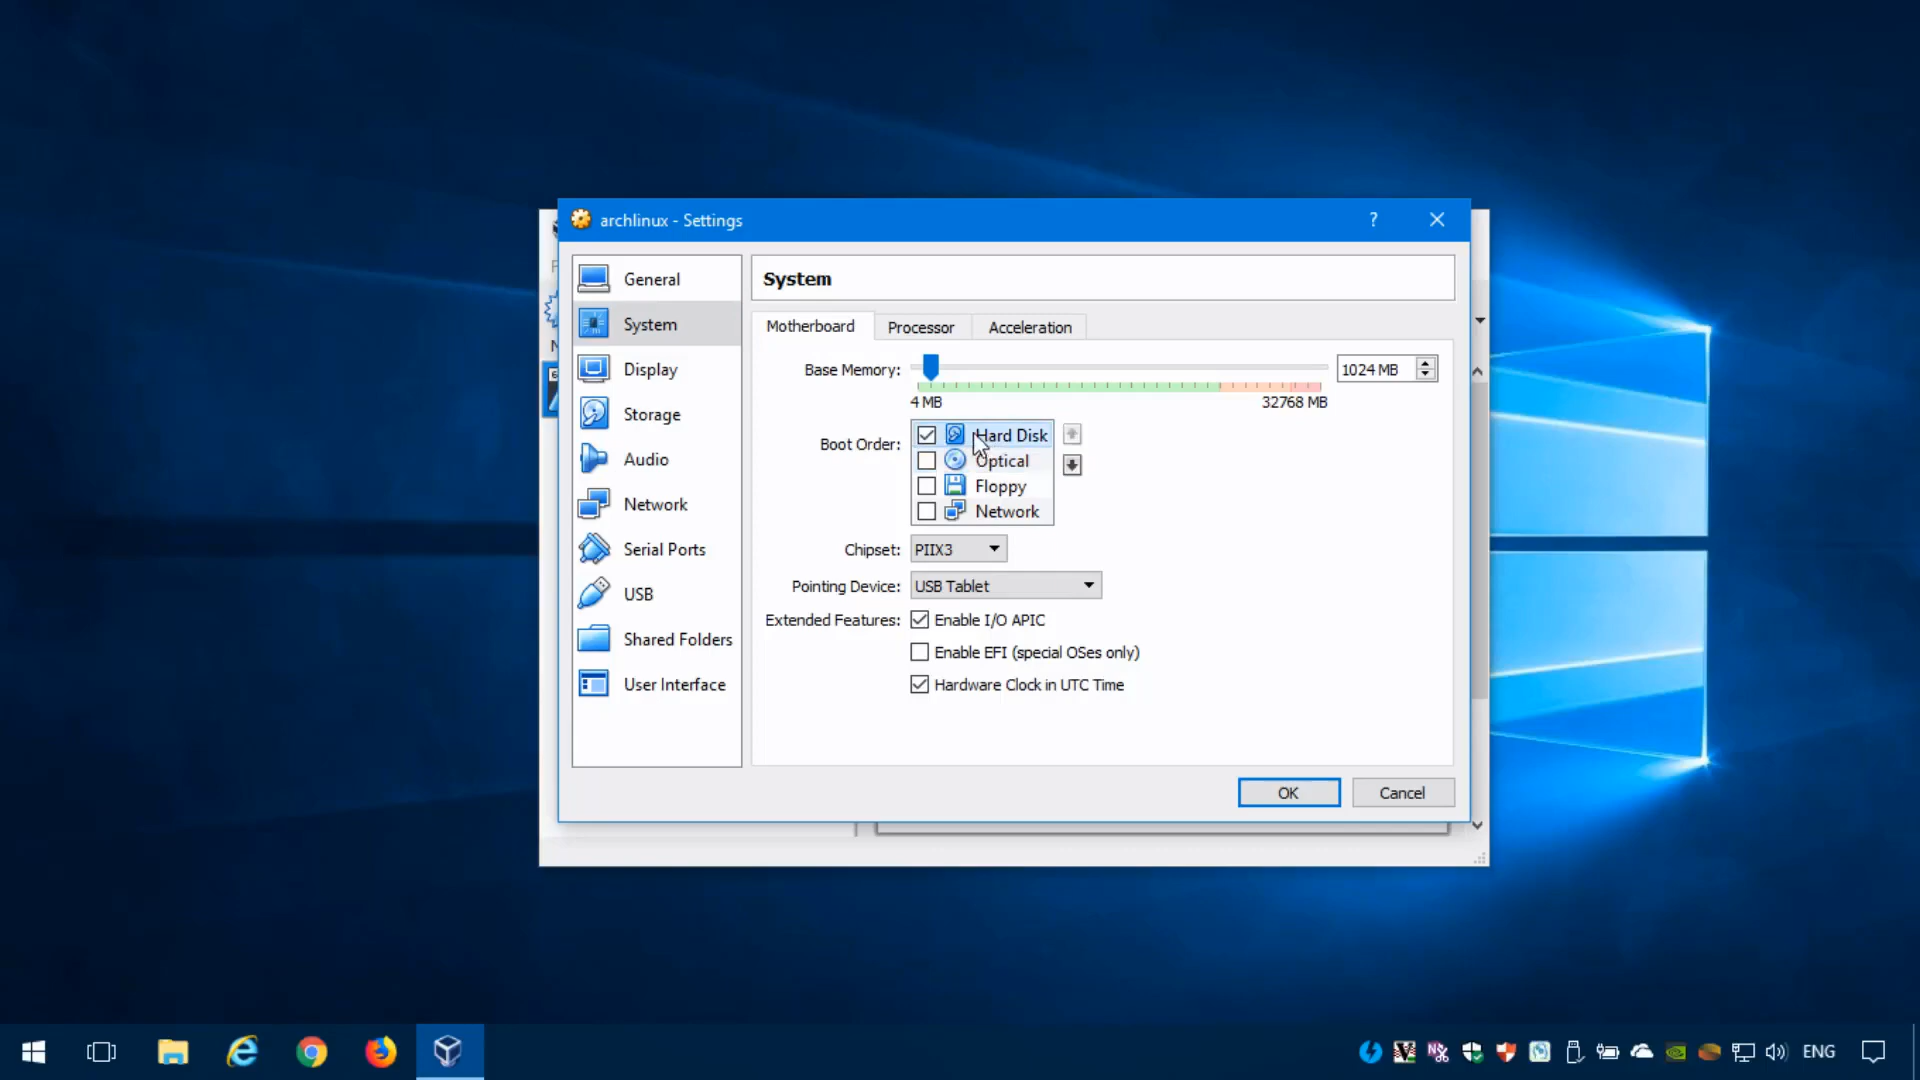 archlinux - Settings
?
General
System
Display
Storage
Audio
Network
Serial Ports
USB
Shared Folders
User Interface
System
Motherboard
Processor
Acceleration
Base Memory:
1024 MB
4 MB
32768 MB
Boot Order:
Hard Disk
Optical
Floppy
Network
Chipset:
PIIX3
Pointing Device:
USB Tablet
Extended Features:
Enable I/O APIC
Enable EFI (special OSes only)
Hardware Clock in UTC Time
OK
Cancel
ENG